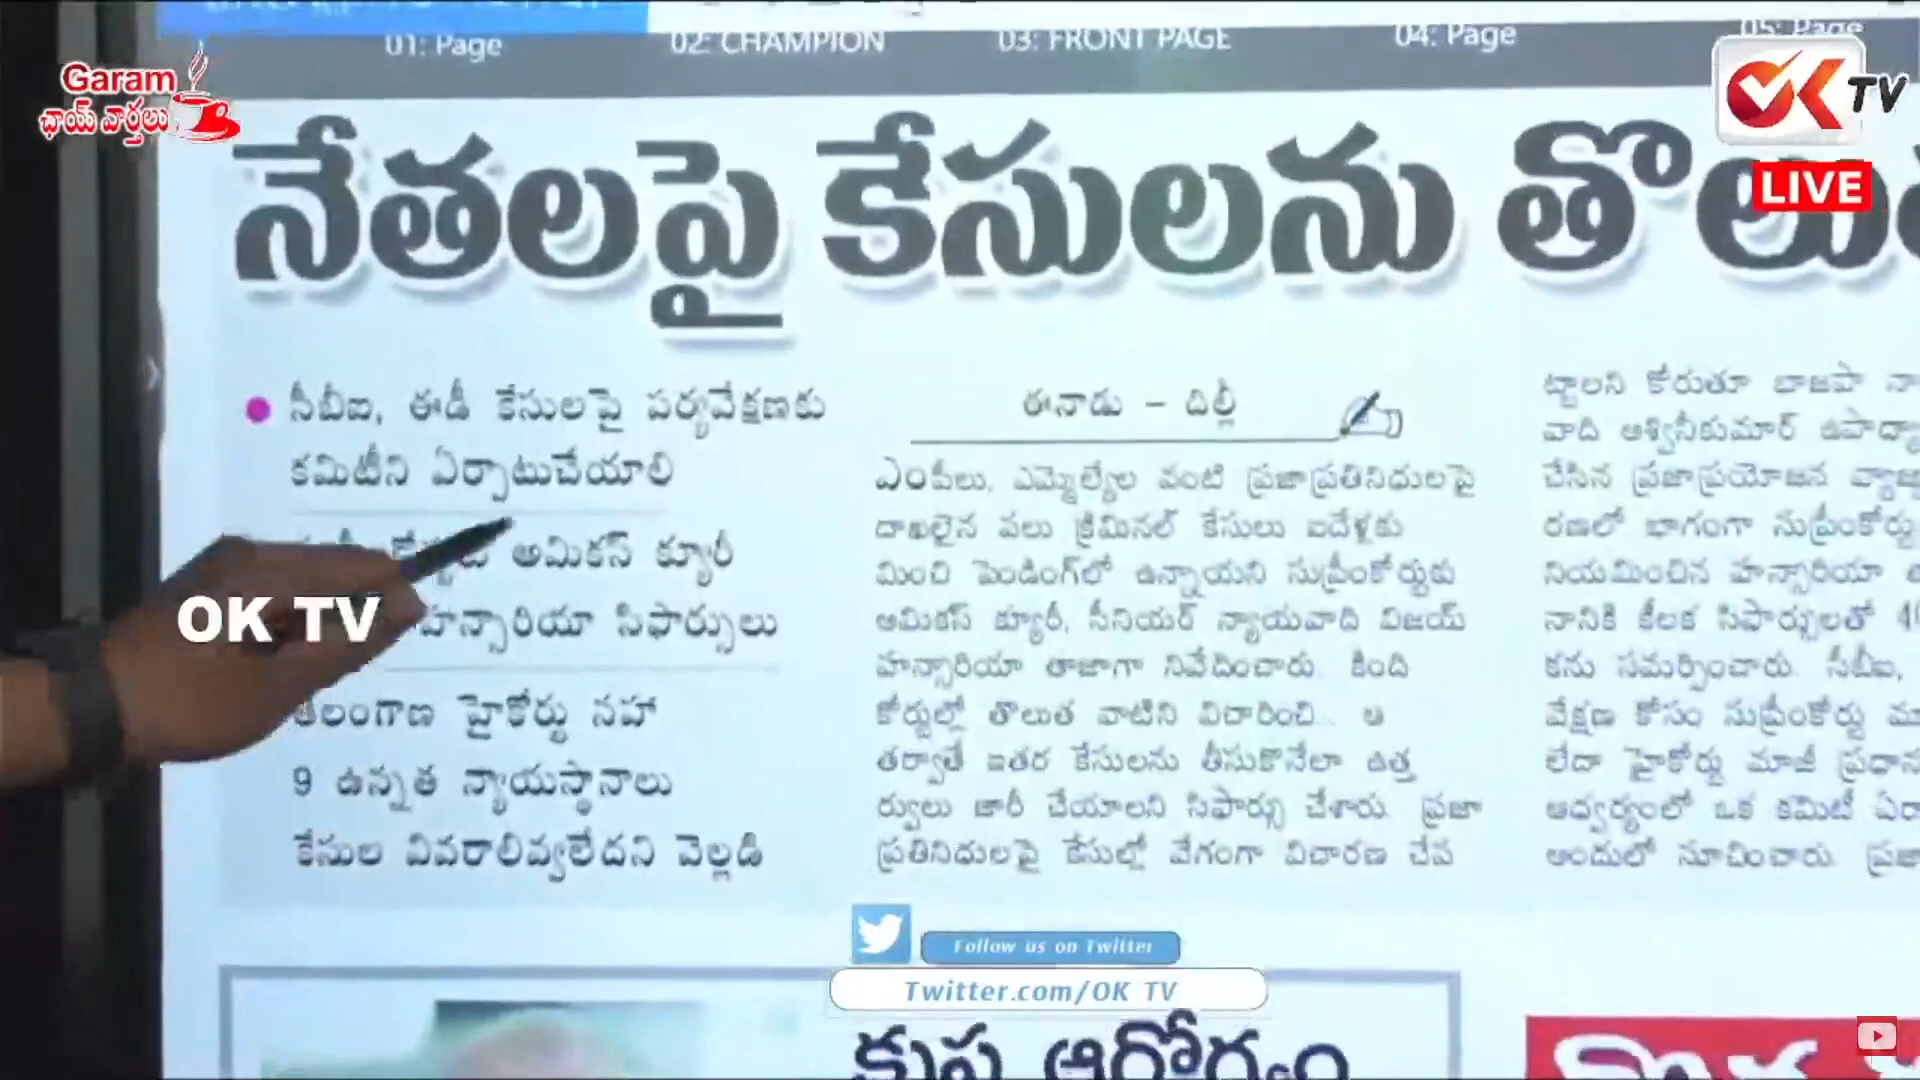 01: Page
02: CHAMPION
03: FRONT PAGE
04: Page
05: Page
Garam
ఛాయ్ వార్తలు
OK TV
LIVE
నేతలపై కేసులను
సీబీఐ, ఈడీ కేసులపై పర్యవేక్షణకు
కమిటీని ఏర్పాటుచేయాలి
అమికస్ క్యూరీ
హన్సారియా సిఫార్సులు
తెలంగాణ హైకోర్టు సహా
9 ఉన్నత న్యాయస్థానాలు
కేసుల వివరాలివ్వలేదని వెల్లడి
OK TV
ఈనాడు - దిల్లీ
ఎంపీలు, ఎమ్మెల్యేల వంటి ప్రజాప్రతినిధులపై
దాఖలైన పలు క్రిమినల్ కేసులు ఐదేళ్లకు
మించి పెండింగ్‌లో ఉన్నాయని సుప్రీంకోర్టుకు
అమికస్ క్యూరీ, సీనియర్ న్యాయవాది విజయ్
హన్సారియా తాజాగా నివేదించారు. కింది
కోర్టుల్లో తొలుత వాటిని విచారించి.. ఆ
తర్వాతే ఇతర కేసులను తీసుకొనేలా ఉత్త
ర్వులు జారీ చేయాలని సిఫార్సు చేశారు. ప్రజా
ప్రతినిధులపై కేసుల్లో వేగంగా విచారణ చేప
ట్టాలని కోరుతూ భాజపా
వాది అశ్వినీకుమార్
చేసిన ప్రజాప్రయోజన
రణలో భాగంగా సుప్రీంకోర్టు
నియమించిన హన్సారియా
నానికి కీలక సిఫార్సులతో
కను సమర్పించారు. సీబీఐ,
వేక్షణ కోసం సుప్రీంకోర్టు
లేదా హైకోర్టు మాజీ
ఆధ్వర్యంలో ఒక కమిటీ
అందులో సూచించారు.
Follow us on Twitter
Twitter.com/OK TV